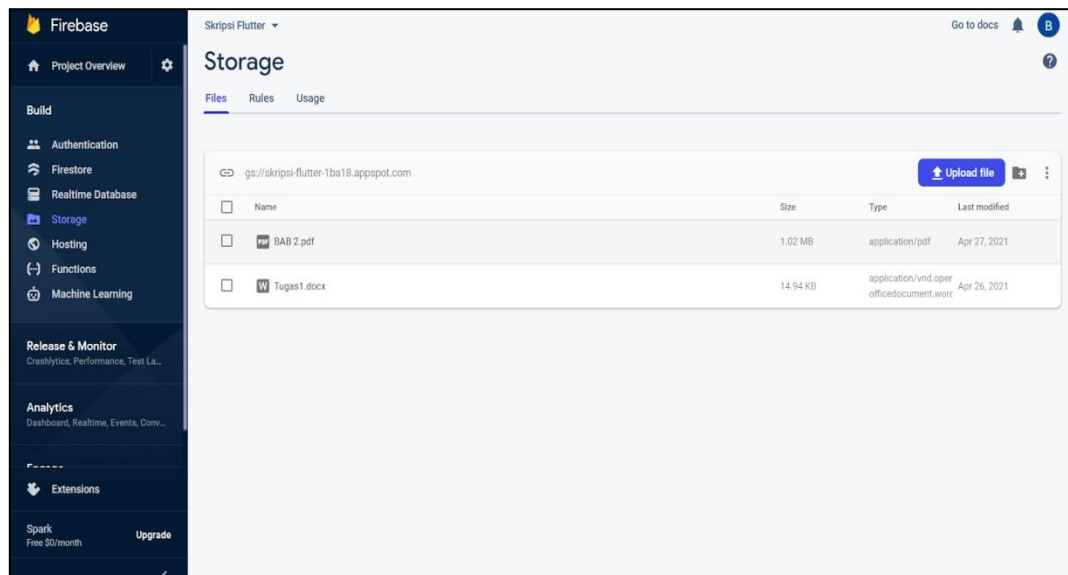 Firebase
Project Overview
Build
Authentication
Firestore
Realtime Database
Storage
Hosting
Functions
Machine Learning
Release & Monitor
Crashlytics, Performance, Test La...
Analytics
Dashboard, Realtime, Events, Conv...
Engage
Extensions
Spark
Free $0/month
Upgrade
Skripsi Flutter
Go to docs
B
Storage
?
Files Rules Usage
gs://skripsi-flutter-1ba18.appspot.com
Upload file
Name Size Type Last modified
PDF BAB 2.pdf 1.02 MB application/pdf Apr 27, 2021
W Tugas1.docx 14.94 KB application/vnd.oper Apr 26, 2021
officedocument.worc